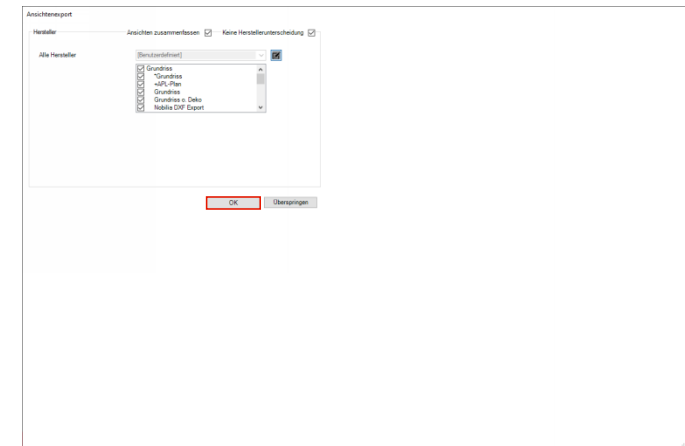 Ansichtenexport
Hersteller
Ansichten zusammenfassen
Keine Herstellerunterscheidung
Alle Hersteller
[Benutzerdefiniert]
Grundriss
*Grundriss
+APL-Plan
Grundriss
Grundriss o. Deko
Nobilia DXF Export
OK
Überspringen